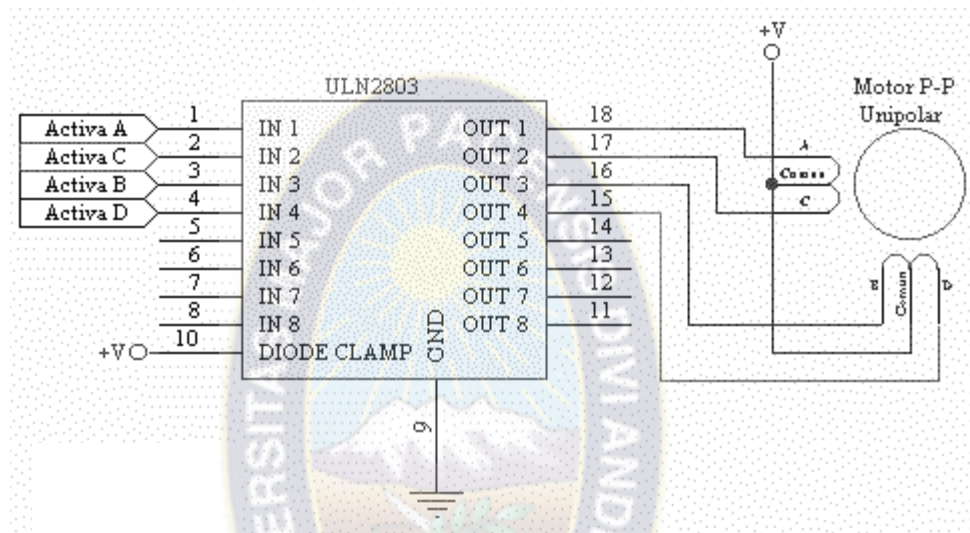 +V
ULN2803
Motor P-P
Unipolar
Activa A
Activa C
Activa B
Activa D
1
2
3
4
5
6
7
8
10
+V
IN 1
IN 2
IN 3
IN 4
IN 5
IN 6
IN 7
IN 8
DIODE CLAMP
GND
9
OUT 1
OUT 2
OUT 3
OUT 4
OUT 5
OUT 6
OUT 7
OUT 8
18
17
16
15
14
13
12
11
A
Comun
C
B
Comun
D